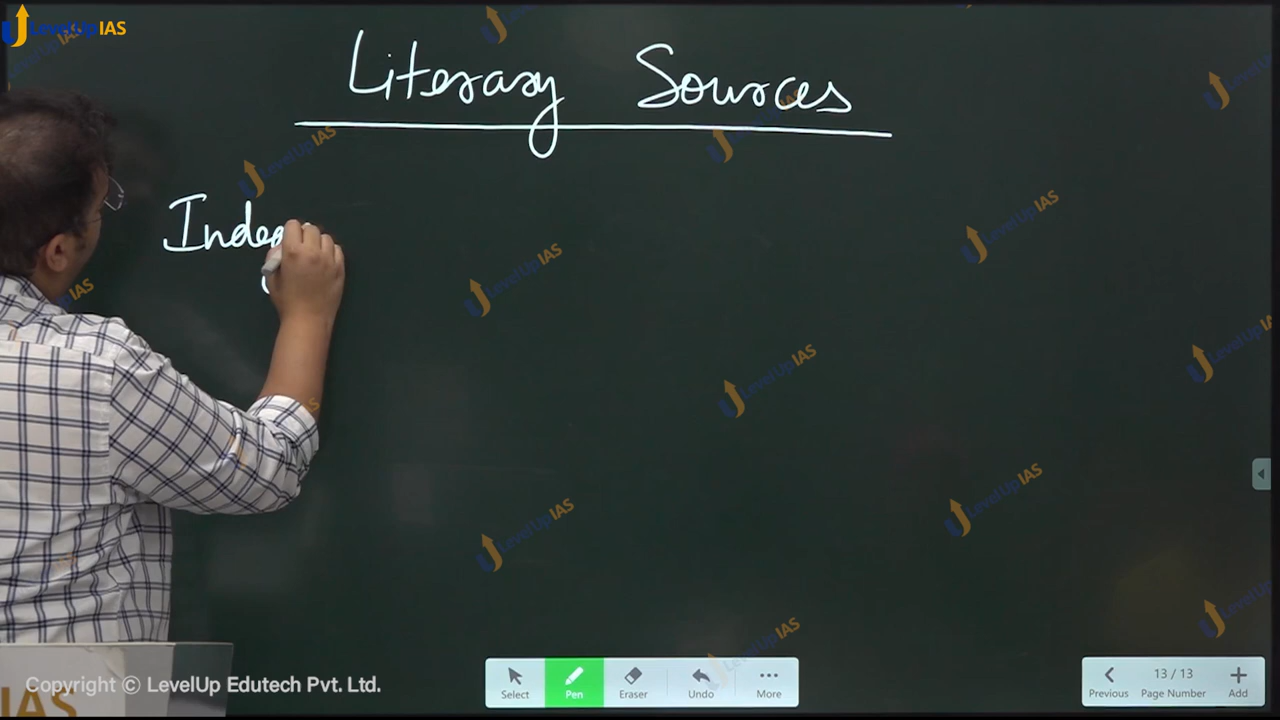 LevelUp IAS
Literary Sources
Copyright © LevelUp Edutech Pvt. Ltd.
IAS
Select
Pen
Eraser
Undo
More
13 / 13
Previous
Page Number
Add